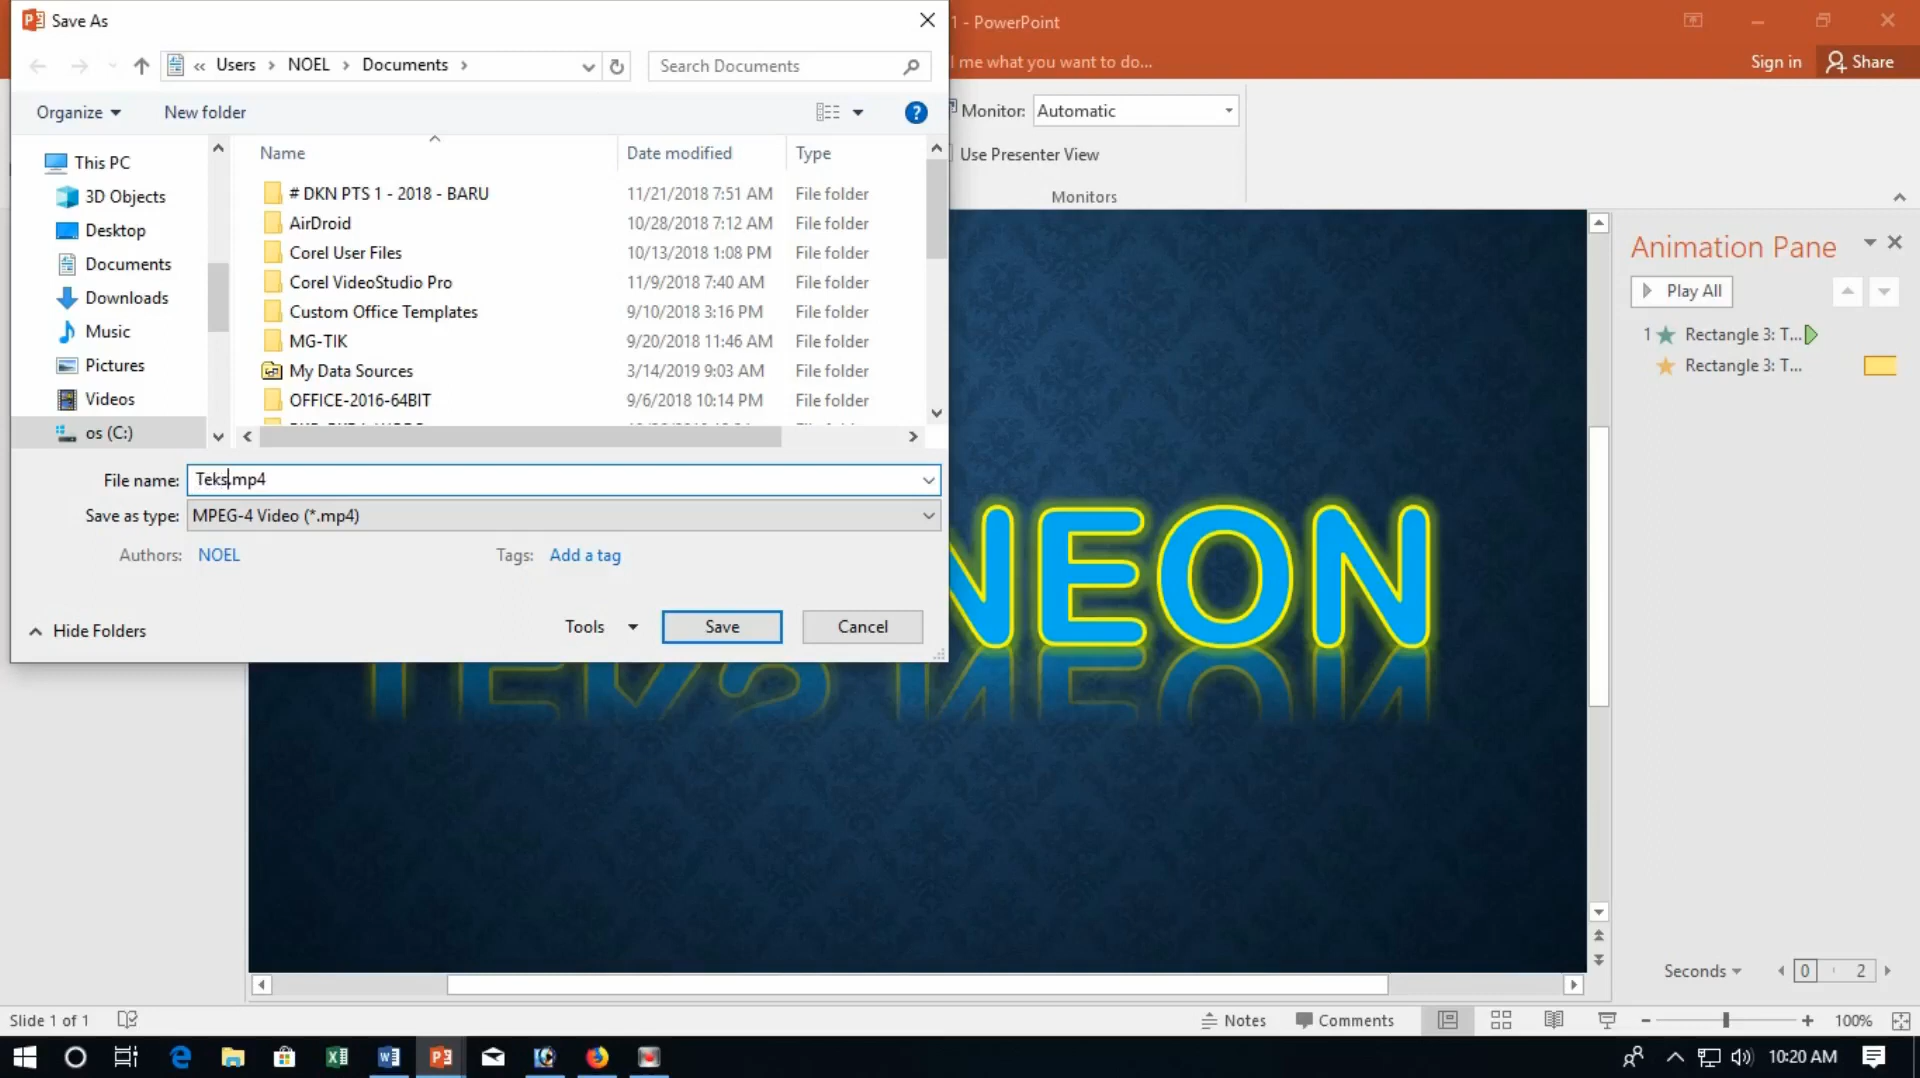 Save As
1 - PowerPoint
« Users > NOEL > Documents >
Search Documents
l me what you want to do...
Sign in
Share
Organize
New folder
Monitor: Automatic
Use Presenter View
Monitors
This PC
3D Objects
Desktop
Documents
Downloads
Music
Pictures
Videos
os (C:)
Name Date modified Type
# DKN PTS 1 - 2018 - BARU 11/21/2018 7:51 AM File folder
AirDroid 10/28/2018 7:12 AM File folder
Corel User Files 10/13/2018 1:08 PM File folder
Corel VideoStudio Pro 11/9/2018 7:40 AM File folder
Custom Office Templates 9/10/2018 3:16 PM File folder
MG-TIK 9/20/2018 11:46 AM File folder
My Data Sources 3/14/2019 9:03 AM File folder
OFFICE-2016-64BIT 9/6/2018 10:14 PM File folder
File name: Teks.mp4
Save as type: MPEG-4 Video (*.mp4)
Authors: NOEL
Tags: Add a tag
Hide Folders
Tools
Save
Cancel
NEON
Animation Pane
Play All
1 Rectangle 3: T...
Rectangle 3: T...
Seconds 0 2
Slide 1 of 1
Notes
Comments
100%
10:20 AM